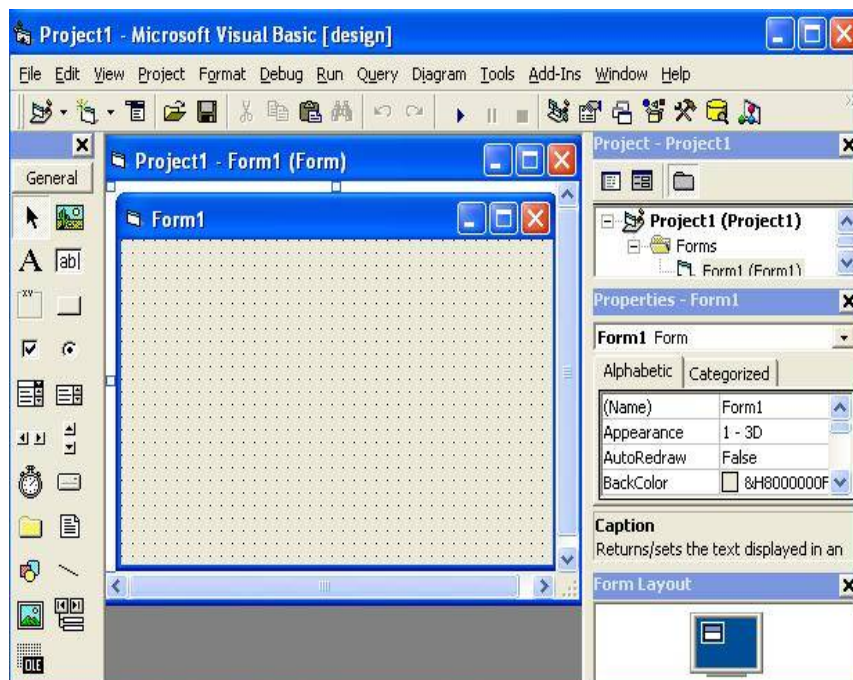 Project1 - Microsoft Visual Basic [design]
File Edit View Project Format Debug Run Query Diagram Tools Add-Ins Window Help
General
A
ab
XY
OLE
Project1 - Form1 (Form)
Form1
Project - Project1
Project1 (Project1)
Forms
Form1 (Form1)
Properties - Form1
Form1 Form
Alphabetic Categorized
(Name) Form1
Appearance 1 - 3D
AutoRedraw False
BackColor &H8000000F
Caption
Returns/sets the text displayed in an
Form Layout